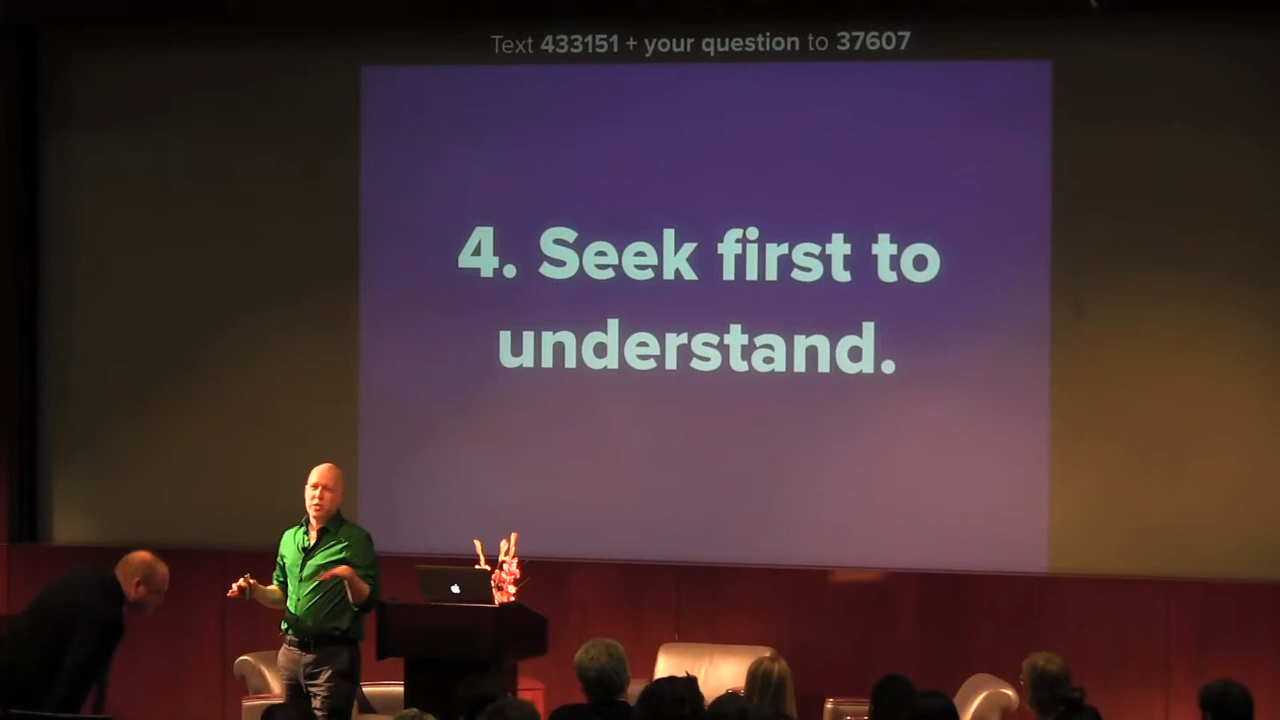 Text 433151 + your question to 37607
4. Seek first to
understand.